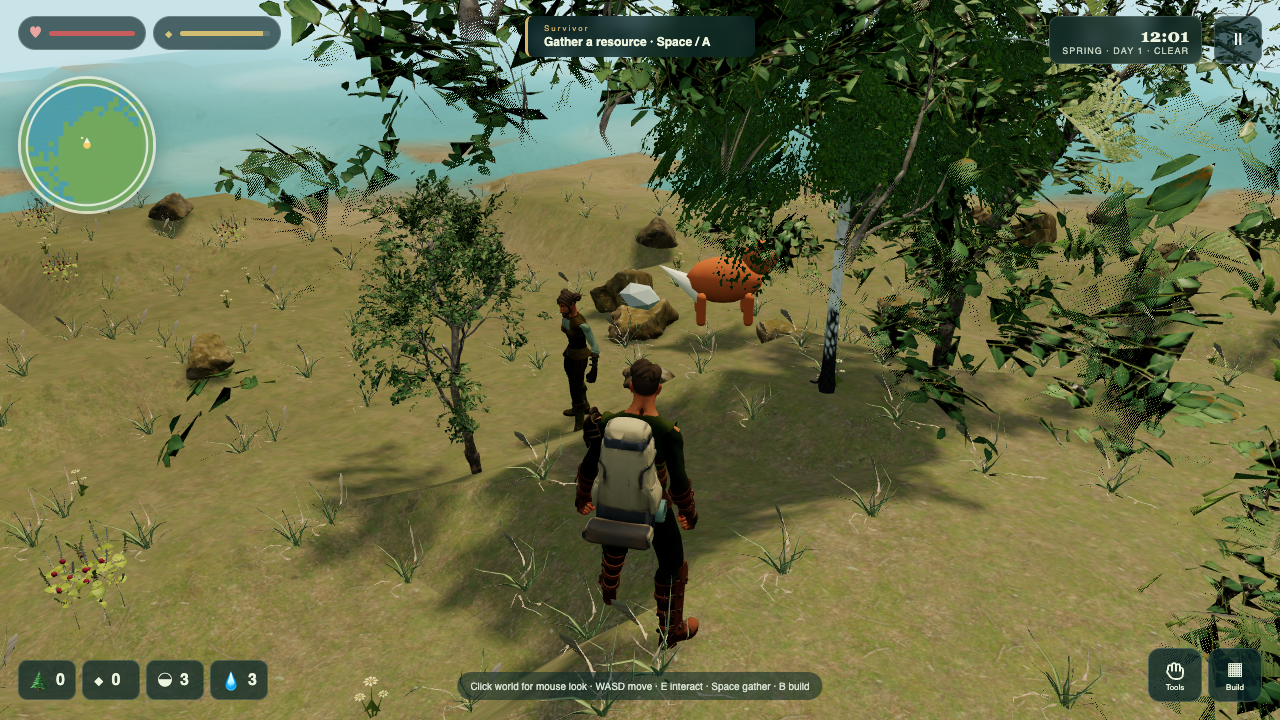 Survivor
Gather a resource · Space / A
12:01
SPRING · DAY 1 · CLEAR
0
0
3
3
Click world for mouse look · WASD move · E interact · Space gather · B build
Tools
Build